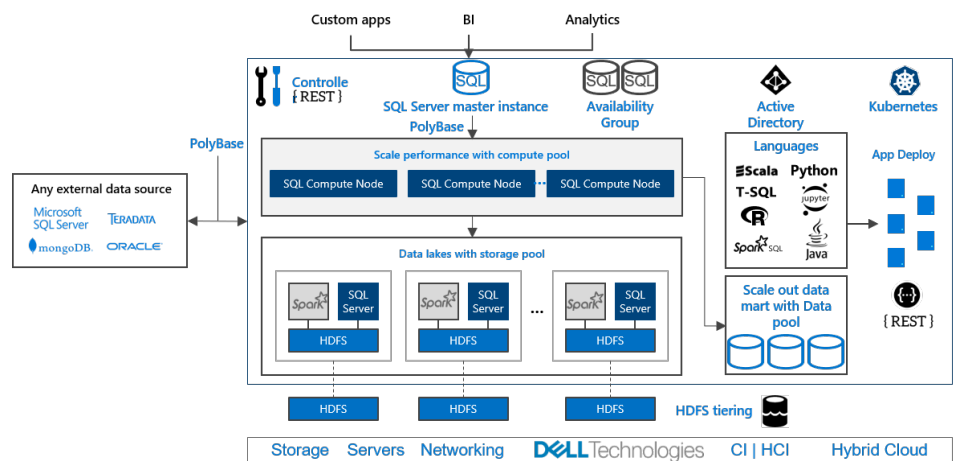 Custom apps
BI
Analytics
Controlle
{ REST }
SQL
SQL Server master instance
PolyBase
SQL SQL
Availability
Group
Active
Directory
Kubernetes
PolyBase
Any external data source
Microsoft
SQL Server
TERADATA
mongoDB.
ORACLE
Scale performance with compute pool
SQL Compute Node
SQL Compute Node
...
SQL Compute Node
Data lakes with storage pool
Spark
SQL
Server
HDFS
Spark
SQL
Server
HDFS
...
Spark
SQL
Server
HDFS
Languages
Scala
Python
T-SQL
jupyter
R
Spark SQL
Java
App Deploy
{··}
{ REST }
Scale out data
mart with Data
pool
HDFS
HDFS
HDFS
HDFS tiering
Storage
Servers
Networking
DELL Technologies
CI | HCI
Hybrid Cloud